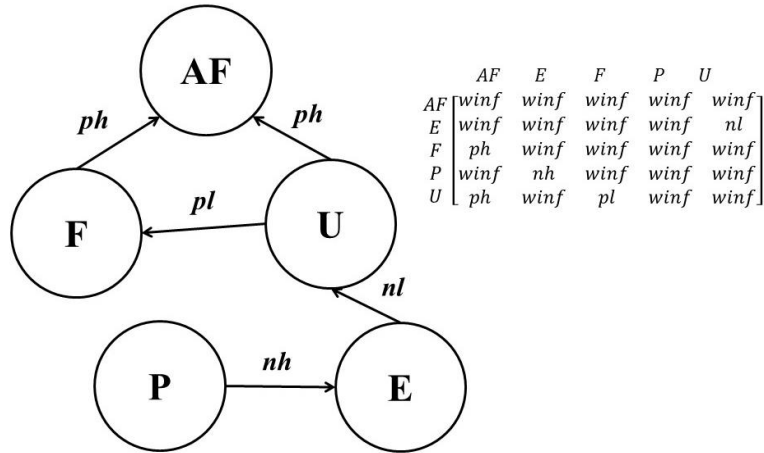 AF
ph
ph
F
pl
U
nl
P
nh
E
AF E F P U
AF winf winf winf winf winf
E winf winf winf winf nl
F ph winf winf winf winf
P winf nh winf winf winf
U ph winf pl winf winf